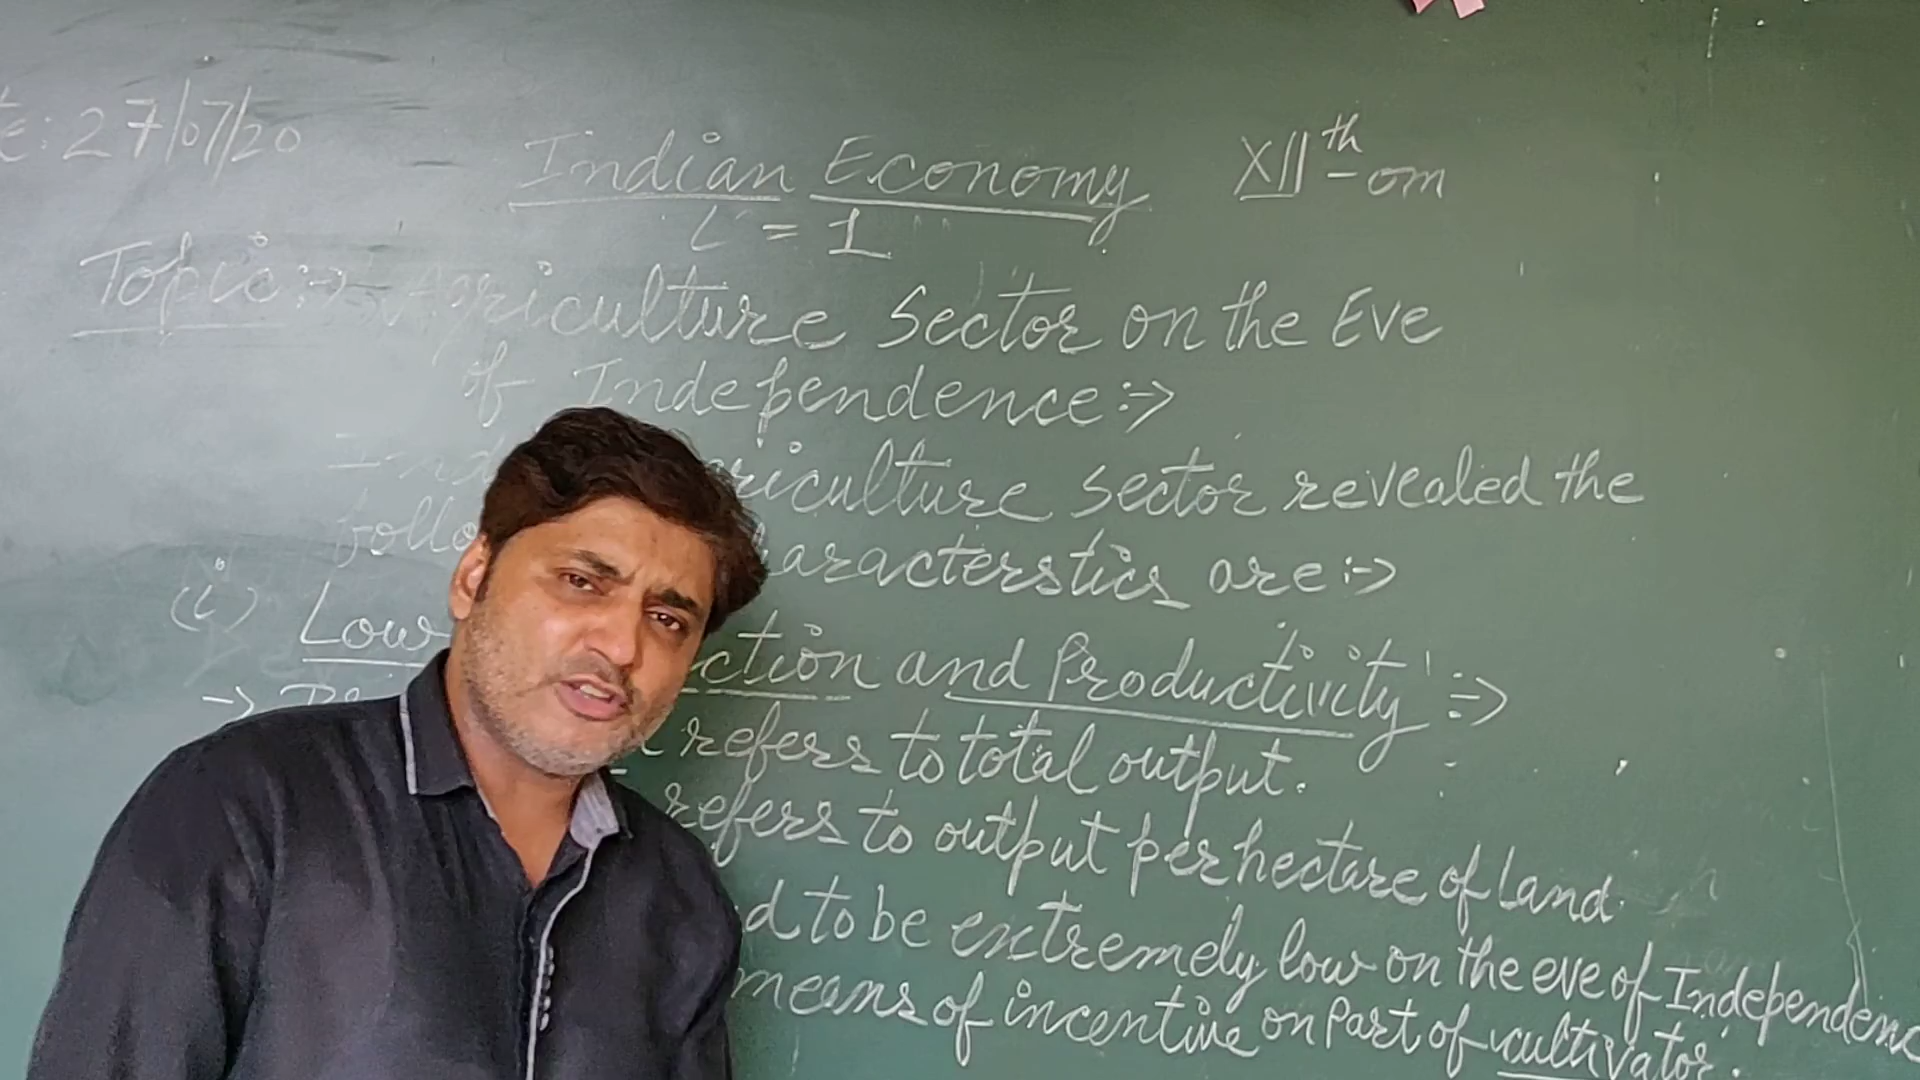 27/07/20
Indian Economy XII th - om
L = 1
Topic :-> Agriculture Sector on the Eve
of Independence :->
riculture sector revealed the
follo aracterstics are :->
(i) Low ction and Productivity :->
-> refers to total output.
refers to output per hectare of land
d to be extremely low on the eve of Independenc
means of incentive on Part of cultivator.